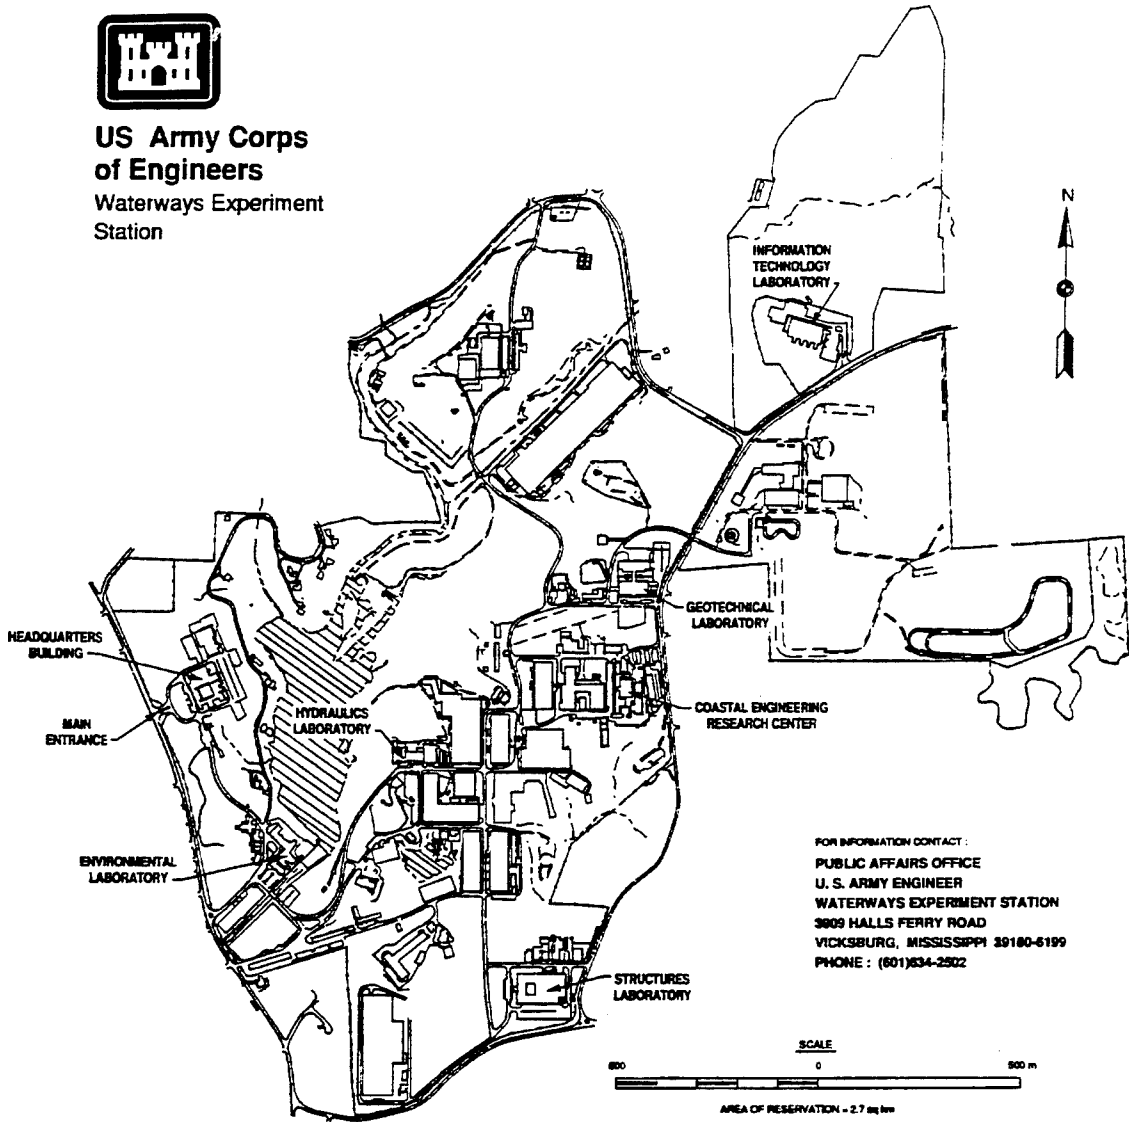 US Army Corps
of Engineers
Waterways Experiment
Station
N
INFORMATION
TECHNOLOGY
LABORATORY
GEOTECHNICAL
LABORATORY
HEADQUARTERS
BUILDING
MAIN
ENTRANCE
HYDRAULICS
LABORATORY
COASTAL ENGINEERING
RESEARCH CENTER
ENVIRONMENTAL
LABORATORY
STRUCTURES
LABORATORY
FOR INFORMATION CONTACT :
PUBLIC AFFAIRS OFFICE
U. S. ARMY ENGINEER
WATERWAYS EXPERIMENT STATION
3909 HALLS FERRY ROAD
VICKSBURG, MISSISSIPPI 39180-6199
PHONE : (601)634-2502
SCALE
500 0 500 m
AREA OF RESERVATION = 2.7 sq km